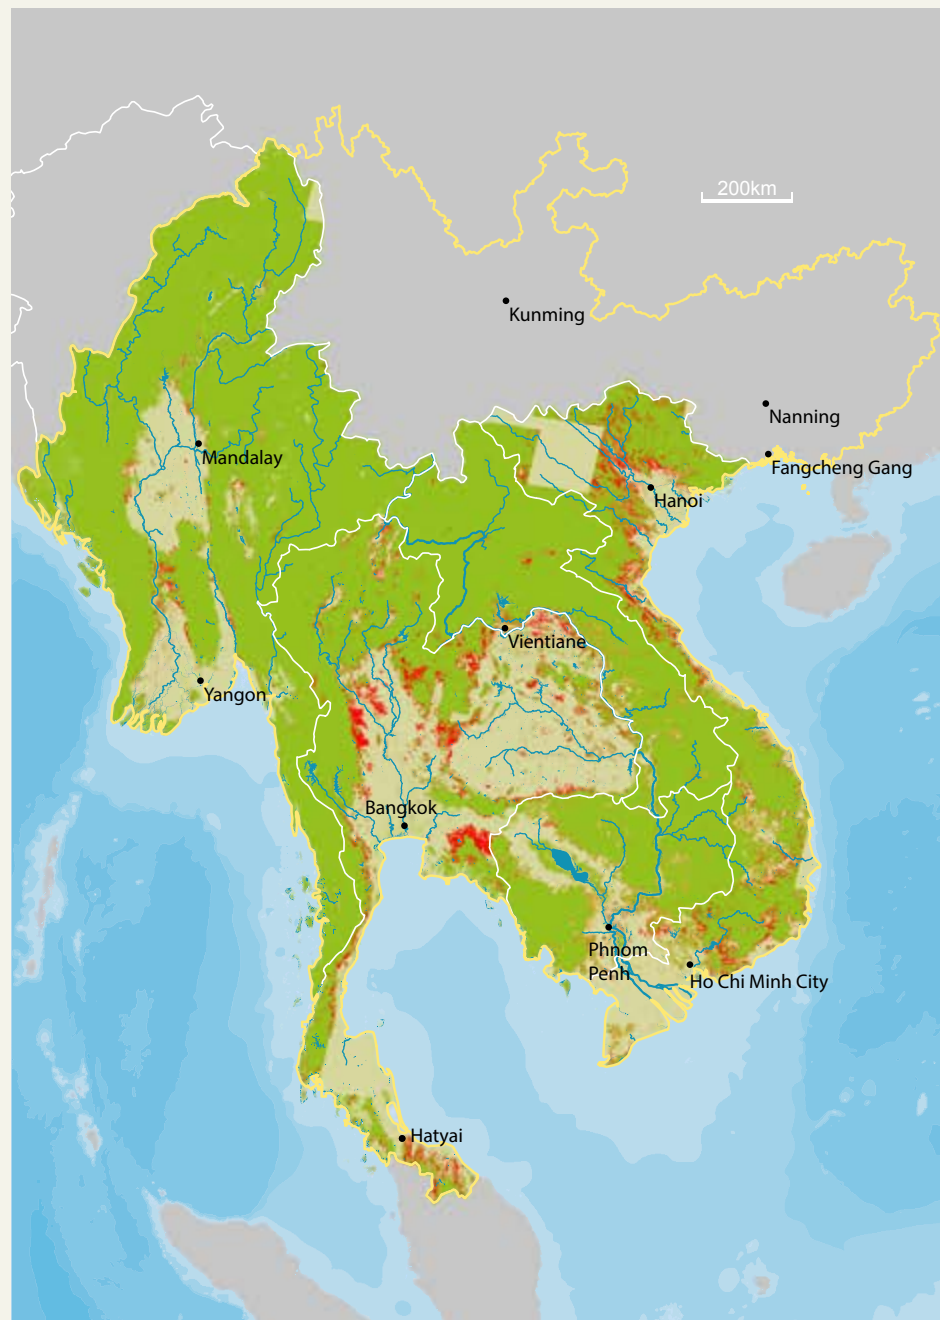 200km
Kunming
Nanning
Mandalay
Fangcheng Gang
Hanoi
Vientiane
Yangon
Bangkok
Phnom
Penh
Ho Chi Minh City
Hatyai